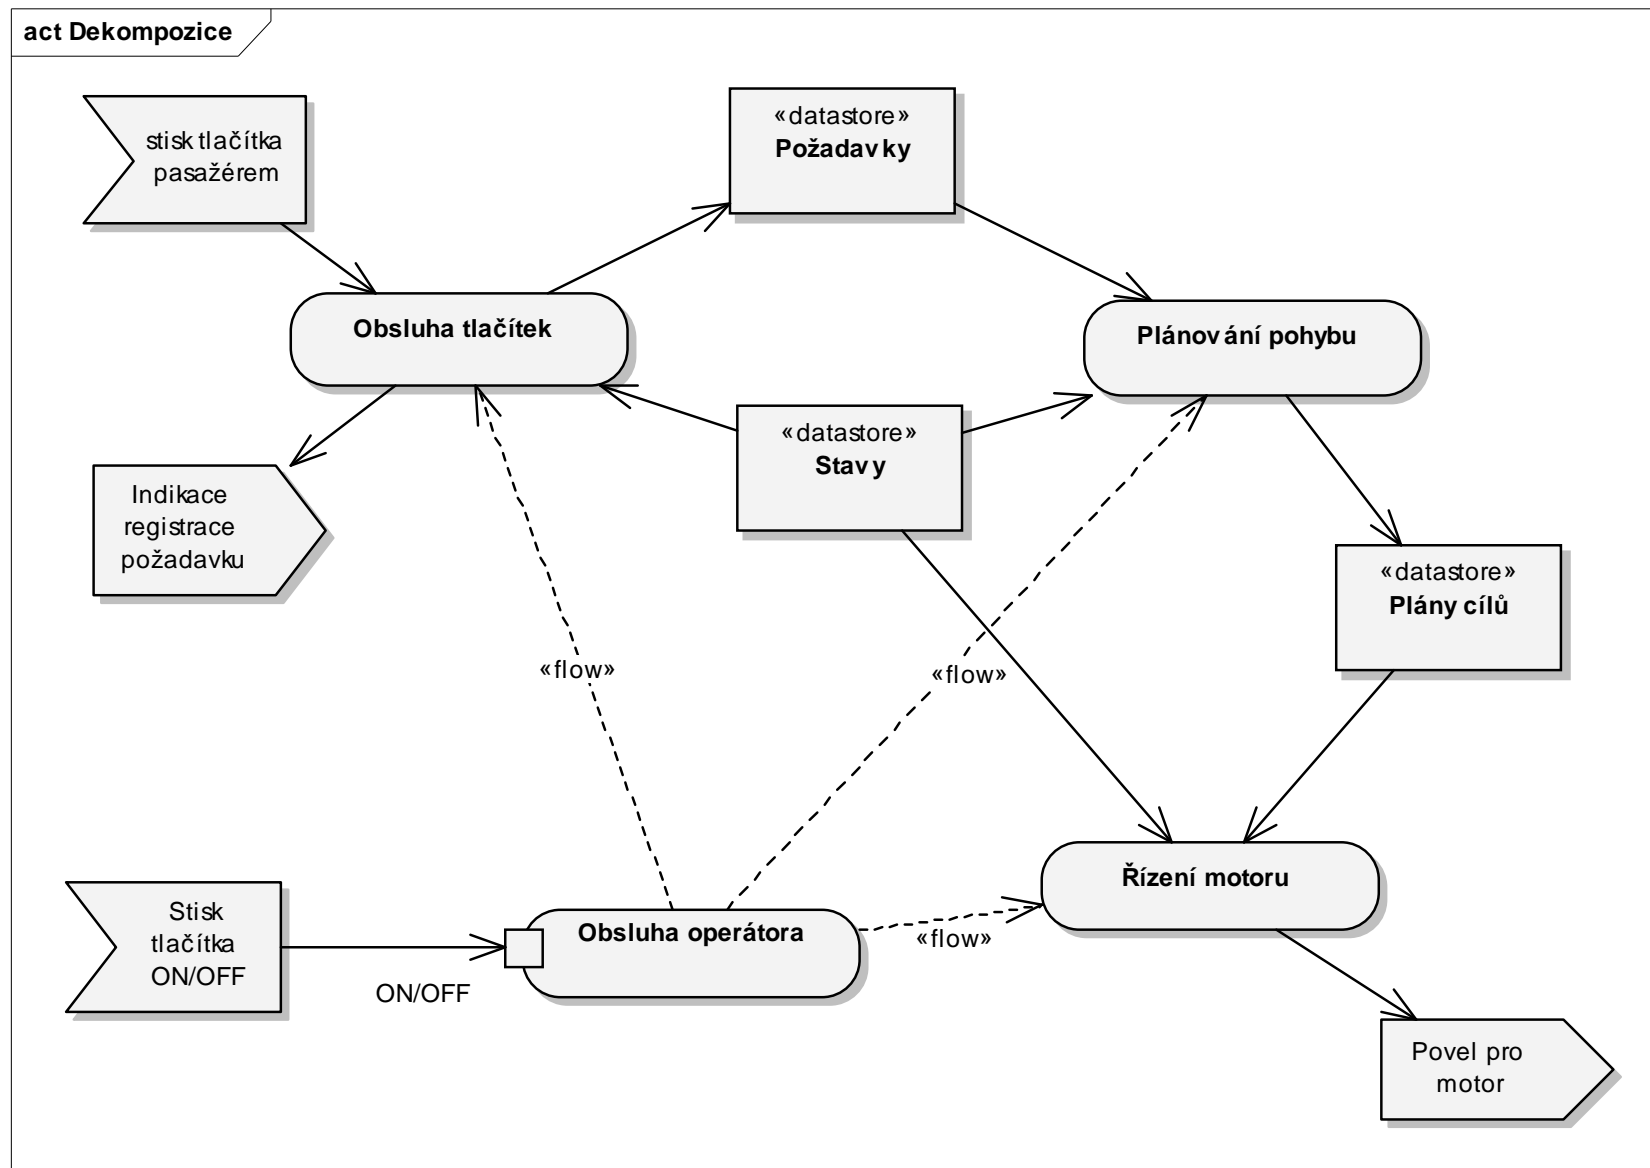 act Dekompozice
stisk tlačítka
pasažérem
«datastore»
Požadavky
Obsluha tlačítek
Plánování pohybu
«datastore»
Stavy
Indikace
registrace
požadavku
«datastore»
Plány cílů
«flow»
«flow»
Řízení motoru
Stisk
tlačítka
ON/OFF
ON/OFF
Obsluha operátora
«flow»
Povel pro
motor